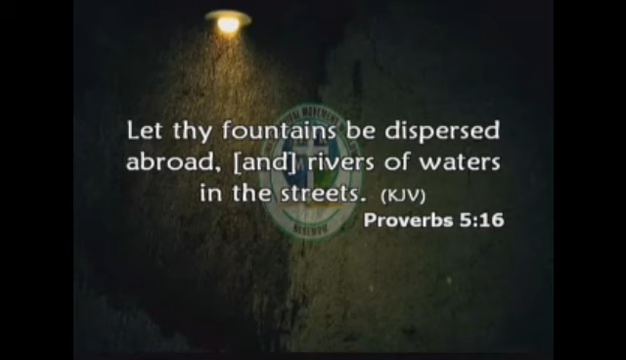 Let thy fountains be dispersed
abroad, [and] rivers of waters
in the streets. (KJV)
Proverbs 5:16